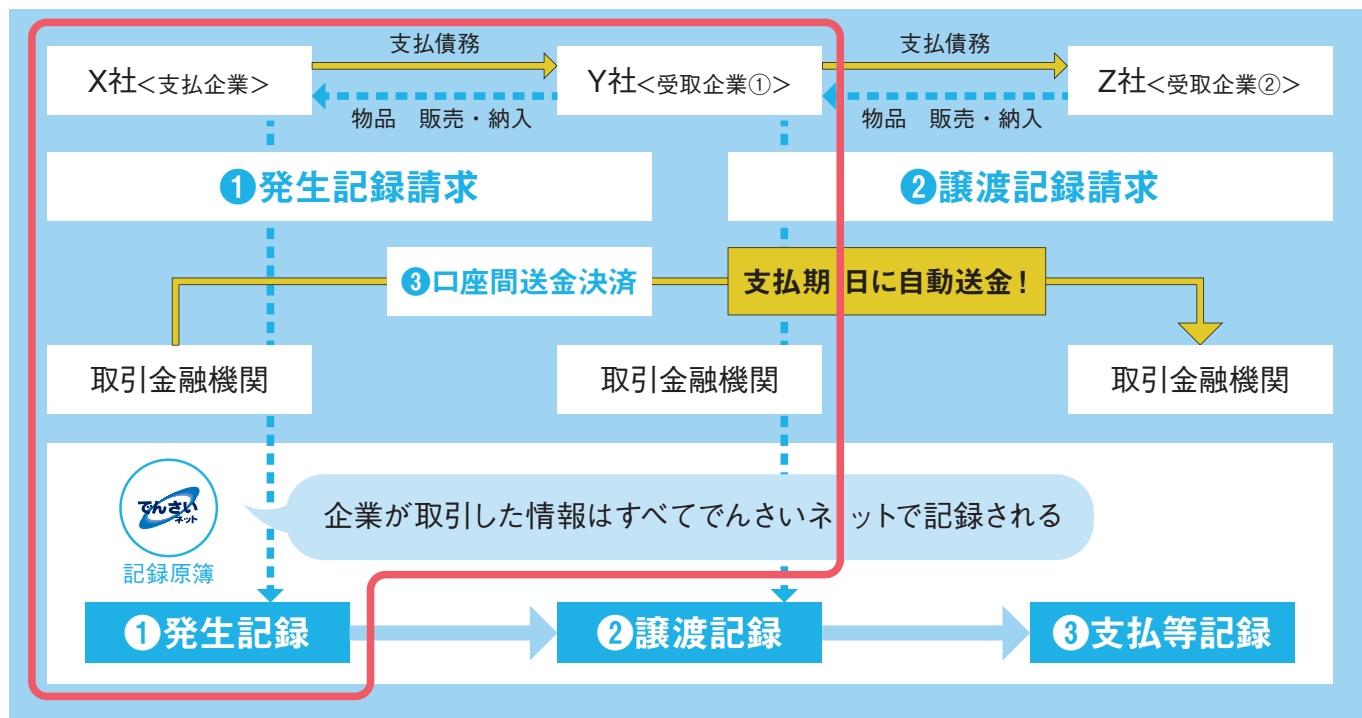 支払債務
支払債務
X社<支払企業>
Y社<受取企業①>
Z社<受取企業②>
物品　販売・納入
物品　販売・納入
❶発生記録請求
❷譲渡記録請求
❸口座間送金決済
支払期日に自動送金！
取引金融機関
取引金融機関
取引金融機関
でんさい
ネット
企業が取引した情報はすべてでんさいネットで記録される
記録原簿
❶発生記録
❷譲渡記録
❸支払等記録